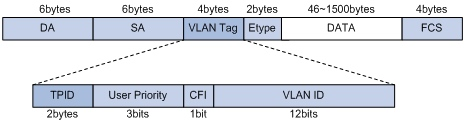 6bytes 6bytes 4bytes 2bytes 46~1500bytes 4bytes
DA SA VLAN Tag Etype DATA FCS
TPID User Priority CFI VLAN ID
2bytes 3bits 1bit 12bits